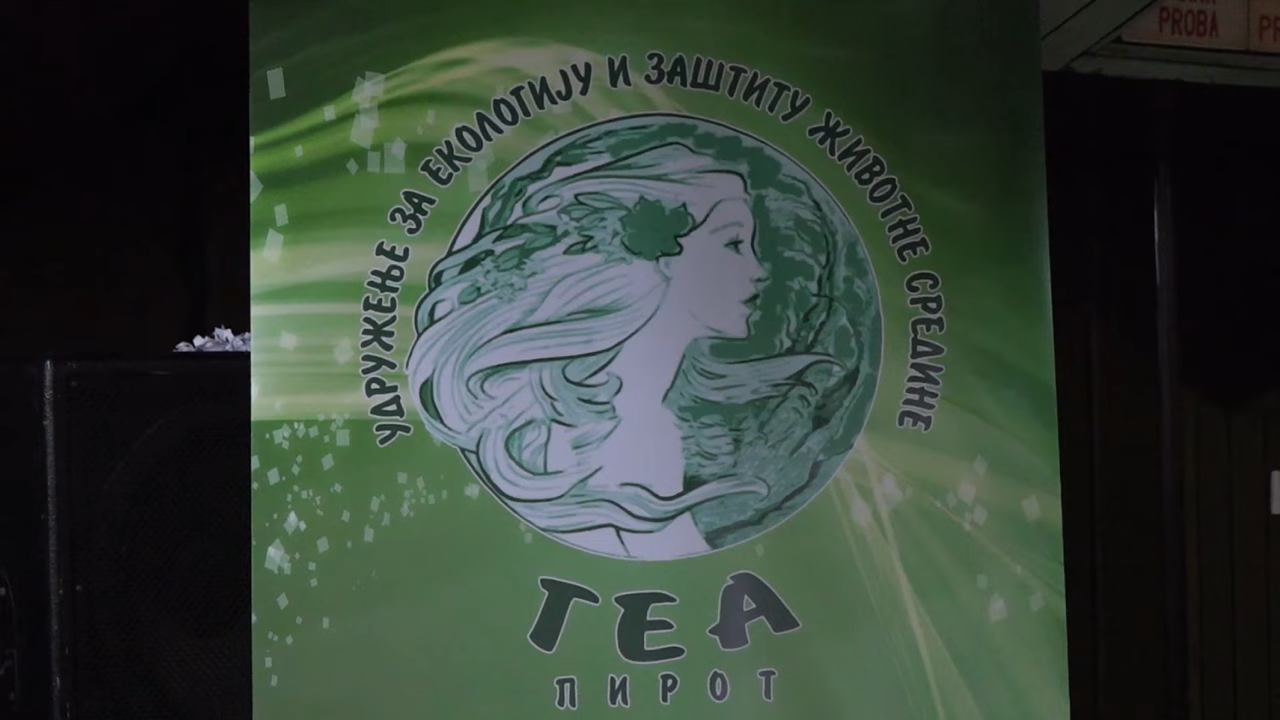 УДРУЖЕЊЕ ЗА ЕКОЛОГИЈУ И ЗАШТИТУ ЖИВОТНЕ СРЕДИНЕ
ГЕА
ПИРОТ
PROBA